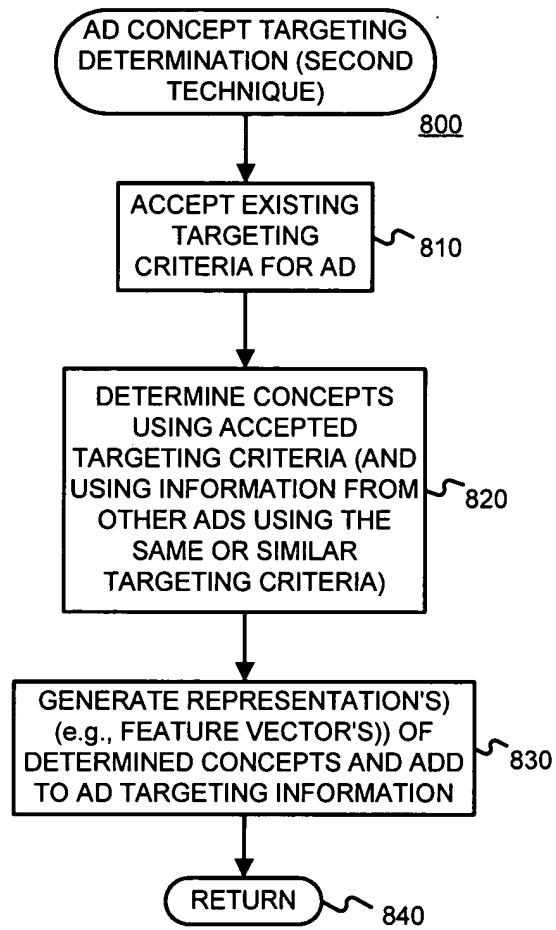 AD CONCEPT TARGETING
DETERMINATION (SECOND
TECHNIQUE)
800
ACCEPT EXISTING
TARGETING
CRITERIA FOR AD
810
DETERMINE CONCEPTS
USING ACCEPTED
TARGETING CRITERIA (AND
USING INFORMATION FROM
OTHER ADS USING THE
SAME OR SIMILAR
TARGETING CRITERIA)
820
GENERATE REPRESENTATION'S)
(e.g., FEATURE VECTOR'S)) OF
DETERMINED CONCEPTS AND ADD
TO AD TARGETING INFORMATION
830
RETURN
840